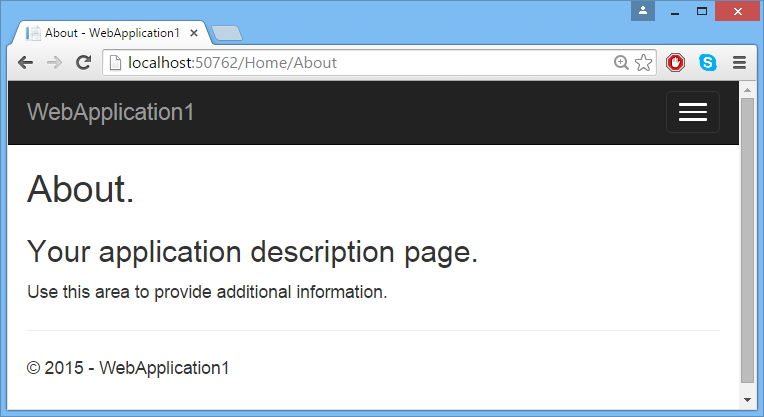 About - WebApplication1
localhost:50762/Home/About
WebApplication1
About.
Your application description page.
Use this area to provide additional information.
© 2015 - WebApplication1